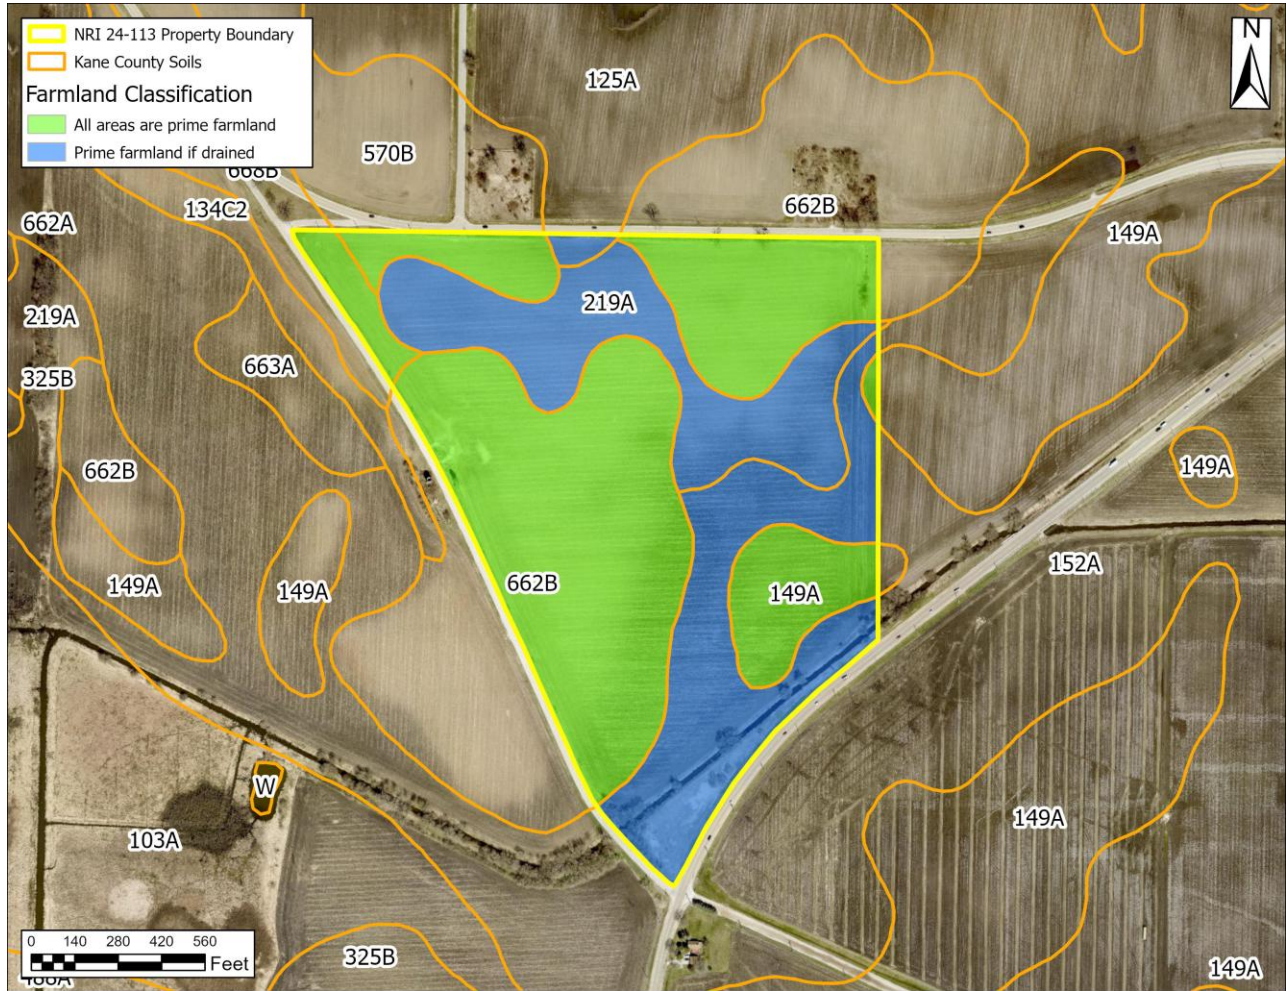 NRI 24-113 Property Boundary
Kane County Soils
Farmland Classification
All areas are prime farmland
Prime farmland if drained
N
125A
570B
668B
134C2
662A
662B
149A
219A
219A
663A
325B
662B
149A
149A
149A
662B
149A
152A
W
103A
149A
0 140 280 420 560
Feet
325B
488A
149A